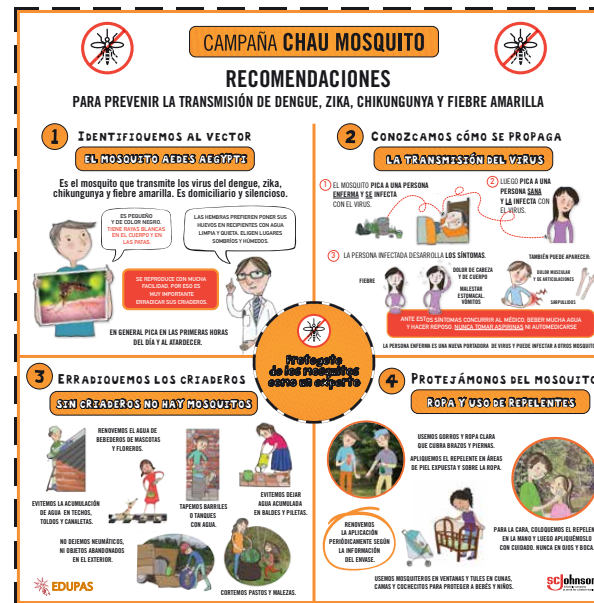 CAMPAÑA CHAU MOSQUITO
RECOMENDACIONES
PARA PREVENIR LA TRANSMISIÓN DE DENGUE, ZIKA, CHIKUNGUNYA Y FIEBRE AMARILLA
1 IDENTIFIQUEMOS AL VECTOR
EL MOSQUITO AEDES AEGYPTI
Es el mosquito que transmite los virus del dengue, zika,
chikungunya y fiebre amarilla. Es domiciliario y silencioso.
ES PEQUEÑO
Y DE COLOR NEGRO.
TIENE RAYAS BLANCAS
EN EL CUERPO Y EN
LAS PATAS.
LAS HEMBRAS PREFIEREN PONER SUS
HUEVOS EN RECIPIENTES CON AGUA
LIMPIA Y QUIETA. ELIGEN LUGARES
SOMBRÍOS Y HÚMEDOS.
SE REPRODUCE CON MUCHA
FACILIDAD, POR ESO ES
MUY IMPORTANTE
ERRADICAR SUS CRIADEROS.
EN GENERAL PICA EN LAS PRIMERAS HORAS
DEL DÍA Y AL ATARDECER.
2 CONOZCAMOS CÓMO SE PROPAGA
LA TRANSMISIÓN DEL VIRUS
1 EL MOSQUITO PICA A UNA PERSONA
ENFERMA Y SE INFECTA
CON EL VIRUS.
2 LUEGO PICA A UNA
PERSONA SANA
Y LA INFECTA CON
EL VIRUS.
3 LA PERSONA INFECTADA DESARROLLA LOS SÍNTOMAS.
FIEBRE
DOLOR DE CABEZA
Y DE CUERPO
MALESTAR
ESTOMACAL.
VÓMITOS
TAMBIÉN PUEDE APARECER:
DOLOR MUSCULAR
Y DE ARTICULACIONES
SARPULLIDOS
ANTE ESTOS SÍNTOMAS CONCURRIR AL MÉDICO, BEBER MUCHA AGUA
Y HACER REPOSO. NUNCA TOMAR ASPIRINAS NI AUTOMEDICARSE
LA PERSONA ENFERMA ES UNA NUEVA PORTADORA DE VIRUS Y PUEDE INFECTAR A OTROS MOSQUITO
Protegete
de los mosquitos
como un experto
3 ERRADIQUEMOS LOS CRIADEROS
SIN CRIADEROS NO HAY MOSQUITOS
RENOVEMOS EL AGUA DE
BEBEDEROS DE MASCOTAS
Y FLOREROS.
EVITEMOS LA ACUMULACIÓN
DE AGUA EN TECHOS,
TOLDOS Y CANALETAS.
TAPEMOS BARRILES
O TANQUES
CON AGUA.
EVITEMOS DEJAR
AGUA ACUMULADA
EN BALDES Y PILETAS.
NO DEJEMOS NEUMÁTICOS,
NI OBJETOS ABANDONADOS
EN EL EXTERIOR.
CORTEMOS PASTOS Y MALEZAS.
EDUPAS
4 PROTEJÁMONOS DEL MOSQUITO
ROPA Y USO DE REPELENTES
USEMOS GORROS Y ROPA CLARA
QUE CUBRA BRAZOS Y PIERNAS.
APLIQUEMOS EL REPELENTE EN ÁREAS
DE PIEL EXPUESTA Y SOBRE LA ROPA.
RENOVEMOS
LA APLICACIÓN
PERIÓDICAMENTE SEGÚN
LA INFORMACIÓN
DEL ENVASE.
PARA LA CARA, COLOQUEMOS EL REPELEN
EN LA MANO Y LUEGO APLIQUÉMOSLO
CON CUIDADO. NUNCA EN OJOS Y BOCA.
USEMOS MOSQUITEROS EN VENTANAS Y TULES EN CUNAS,
CAMAS Y COCHECITOS PARA PROTEGER A BEBÉS Y NIÑOS.
SC Johnson